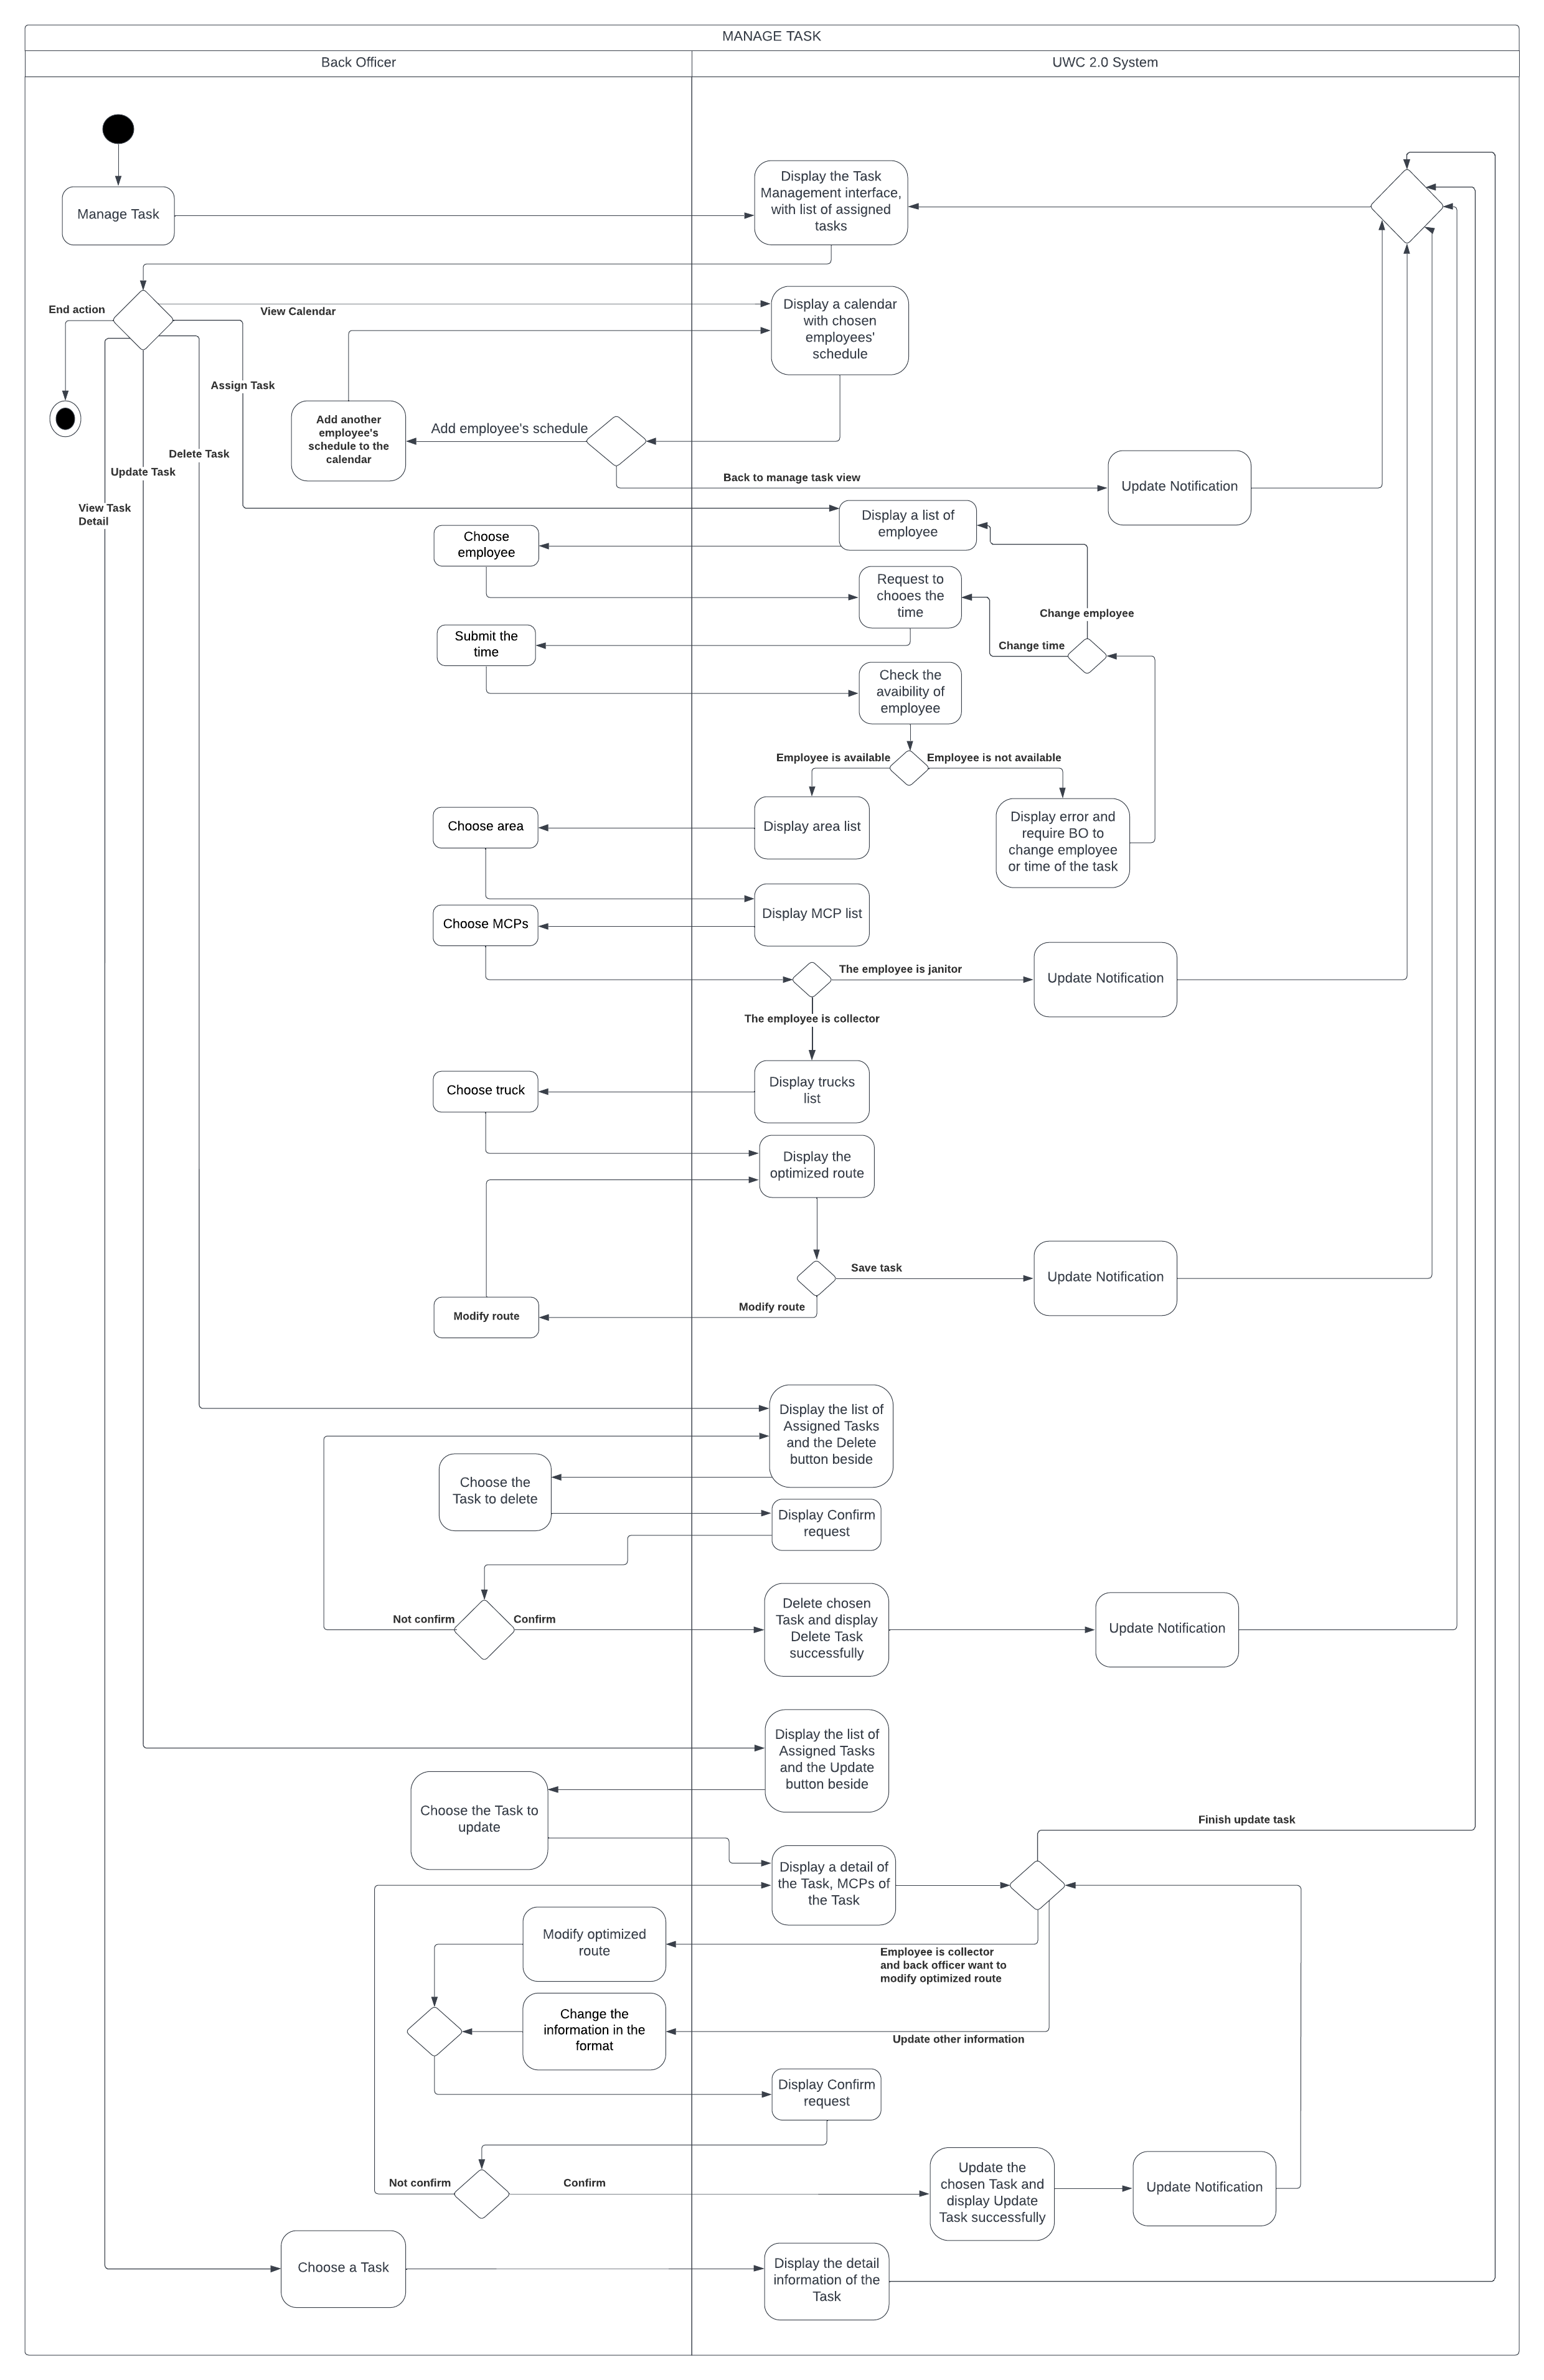 MANAGE TASK
Back Officer
UWC 2.0 System
Display the Task
Management interface,
with list of assigned
tasks
Manage Task
End action
View Calendar
Display a calendar
with chosen
employees'
schedule
Assign Task
Add another
employee's
schedule to the
calendar
Add employee's schedule
Delete Task
Update Task
Back to manage task view
Update Notification
View Task
Detail
Display a list of
employee
Choose
employee
Request to
chooes the
time
Change employee
Submit the
time
Change time
Check the
avaibility of
employee
Employee is available
Employee is not available
Choose area
Display area list
Display error and
require BO to
change employee
or time of the task
Choose MCPs
Display MCP list
The employee is janitor
Update Notification
The employee is collector
Choose truck
Display trucks
list
Display the
optimized route
Save task
Update Notification
Modify route
Modify route
Display the list of
Assigned Tasks
and the Delete
button beside
Choose the
Task to delete
Display Confirm
request
Not confirm
Confirm
Delete chosen
Task and display
Delete Task
successfully
Update Notification
Display the list of
Assigned Tasks
and the Update
button beside
Choose the Task to
update
Finish update task
Display a detail of
the Task, MCPs of
the Task
Modify optimized
route
Employee is collector
and back officer want to
modify optimized route
Change the
information in the
format
Update other information
Display Confirm
request
Not confirm
Confirm
Update the
chosen Task and
display Update
Task successfully
Update Notification
Choose a Task
Display the detail
information of the
Task